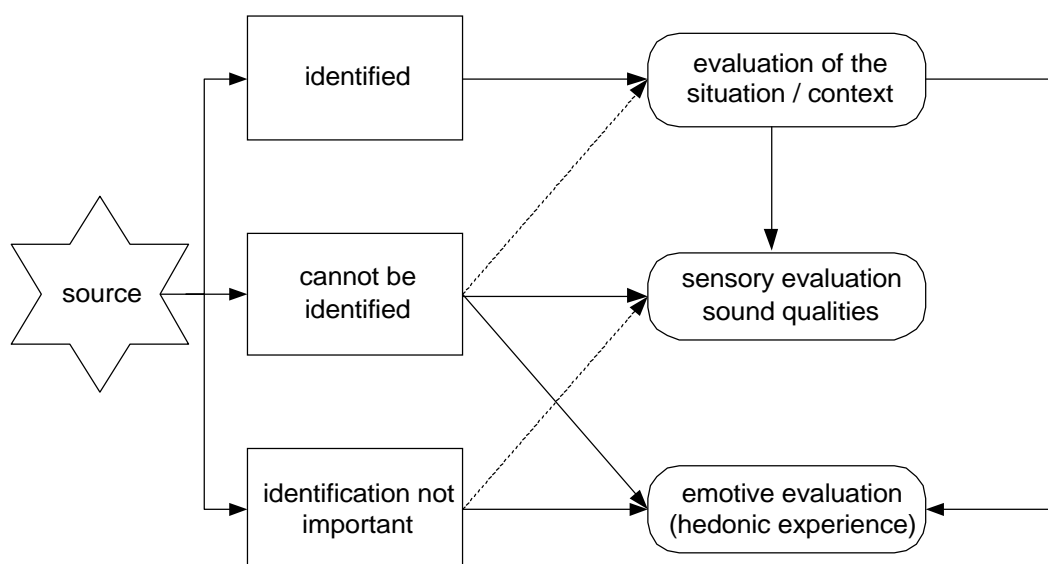 source
identified
cannot be
identified
identification not
important
evaluation of the
situation / context
sensory evaluation
sound qualities
emotive evaluation
(hedonic experience)